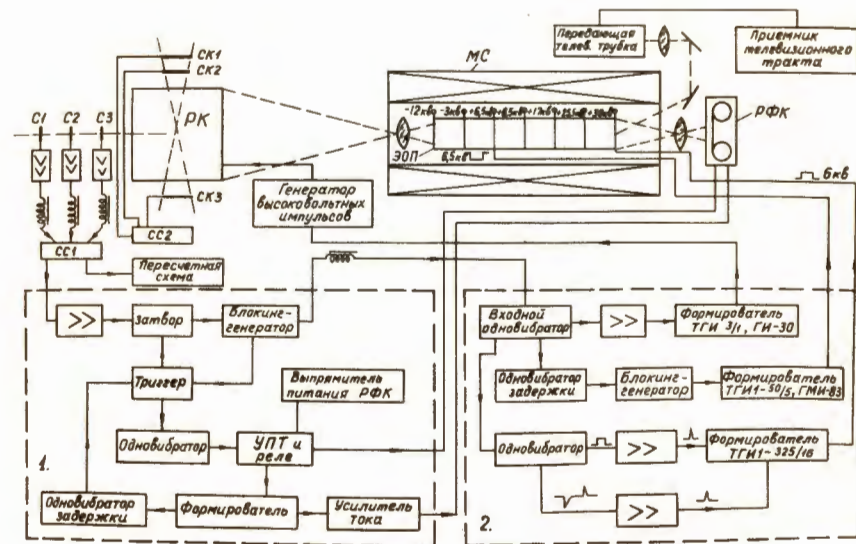 Передающая
телев. трубка
Приемник
телевизионного
тракта
СК1
СК2
МС
С1 С2 С3
РК
-12кв -3кв +6,5кв +8,5кв +17кв
РФК
ЭОП
6,5кв
СК3
6кв
Генератор
высоковольтных
импульсов
СС2
СС1
Пересчетная
схема
>>
Затвор
Блокинг-
генератор
Входной
одновибратор
>>
Формирователь
ТГИ 3/1, ГИ-30
Триггер
Выпрямитель
питания РФК
Одновибратор
задержки
Блокинг-
генератор
Формирователь
ТГИ1-50/5, ГМИ-83
1.
Одновибратор
УПТ и
реле
Одновибратор
>>
Формирователь
ТГИ1-325/16
Одновибратор
задержки
Формирователь
Усилитель
тока
2.
>>